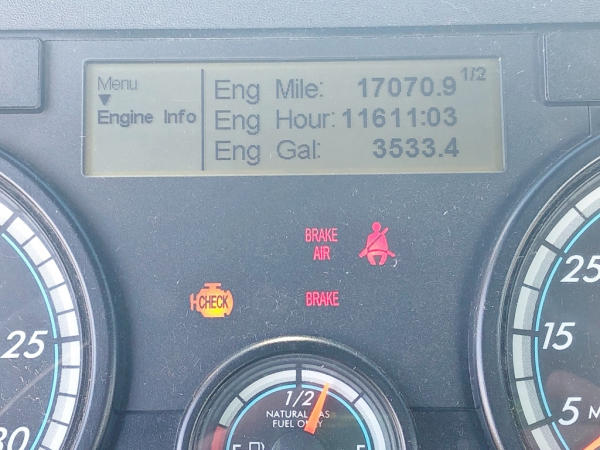 Menu
▼
Engine Info
1/2
Eng Mile: 17070.9
Eng Hour: 11611:03
Eng Gal: 3533.4
BRAKE
AIR
CHECK
BRAKE
25
30
1/2
NATURAL GAS
FUEL ONLY
E
F
25
15
5
M